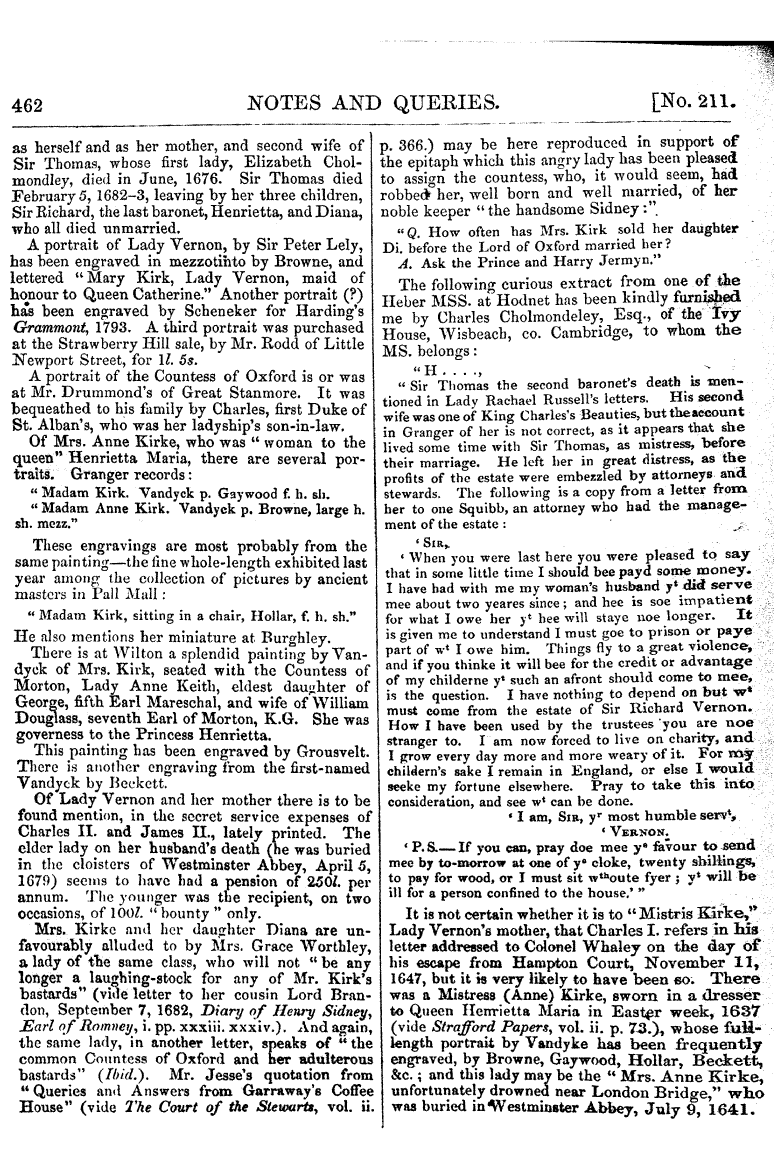 462 NOTES AND QUERIES. [No. 211.
as herself and as her mother, and second wife of
Sir Thomas, whose first lady, Elizabeth Chol-
mondley, died in June, 1676. Sir Thomas died
February 5, 1682-3, leaving by her three children,
Sir Richard, the last baronet, Henrietta, and Diana,
who all died unmarried.
A portrait of Lady Vernon, by Sir Peter Lely,
has been engraved in mezzotinto by Browne, and
lettered "Mary Kirk, Lady Vernon, maid of
honour to Queen Catherine." Another portrait (?)
has been engraved by Scheneker for Harding's
Grammont, 1793. A third portrait was purchased
at the Strawberry Hill sale, by Mr. Rodd of Little
Newport Street, for 1l. 5s.
A portrait of the Countess of Oxford is or was
at Mr. Drummond's of Great Stanmore. It was
bequeathed to his family by Charles, first Duke of
St. Alban's, who was her ladyship's son-in-law.
Of Mrs. Anne Kirke, who was "woman to the
queen" Henrietta Maria, there are several por-
traits. Granger records:
"Madam Kirk. Vandyck p. Gaywood f. h. sh.
"Madam Anne Kirk. Vandyck p. Browne, large h.
sh. mezz."
These engravings are most probably from the
same painting—the fine whole-length exhibited last
year among the collection of pictures by ancient
masters in Pall Mall:
"Madam Kirk, sitting in a chair, Hollar, f. h. sh."
He also mentions her miniature at Burghley.
There is at Wilton a splendid painting by Van-
dyck of Mrs. Kirk, seated with the Countess of
Morton, Lady Anne Keith, eldest daughter of
George, fifth Earl Mareschal, and wife of William
Douglass, seventh Earl of Morton, K.G. She was
governess to the Princess Henrietta.
This painting has been engraved by Grousvelt.
There is another engraving from the first-named
Vandyck by Beckett.
Of Lady Vernon and her mother there is to be
found mention, in the secret service expenses of
Charles II. and James II., lately printed. The
elder lady on her husband's death (he was buried
in the cloisters of Westminster Abbey, April 5,
1679) seems to have had a pension of 250l. per
annum. The younger was the recipient, on two
occasions, of 100l. "bounty" only.
Mrs. Kirke and her daughter Diana are un-
favourably alluded to by Mrs. Grace Worthley,
a lady of the same class, who will not "be any
longer a laughing-stock for any of Mr. Kirk's
bastards" (vide letter to her cousin Lord Bran-
don, September 7, 1682, Diary of Henry Sidney,
Earl of Romney, i. pp. xxxiii. xxxiv.). And again,
the same lady, in another letter, speaks of "the
common Countess of Oxford and her adulterous
bastards" (Ibid.). Mr. Jesse's quotation from
"Queries and Answers from Garraway's Coffee
House" (vide The Court of the Stewarts, vol. ii.
p. 366.) may be here reproduced in support of
the epitaph which this angry lady has been pleased
to assign the countess, who, it would seem, had
robbed her, well born and well married, of her
noble keeper "the handsome Sidney:".
"Q. How often has Mrs. Kirk sold her daughter
Di. before the Lord of Oxford married her?
A. Ask the Prince and Harry Jermyn."
The following curious extract from one of the
Heber MSS. at Hodnet has been kindly furnished
me by Charles Cholmondeley, Esq., of the Ivy
House, Wisbeach, co. Cambridge, to whom the
MS. belongs:
"H . . . .,
"Sir Thomas the second baronet's death is men-
tioned in Lady Rachael Russell's letters. His second
wife was one of King Charles's Beauties, but the account
in Granger of her is not correct, as it appears that she
lived some time with Sir Thomas, as mistress, before
their marriage. He left her in great distress, as the
profits of the estate were embezzled by attorneys and
stewards. The following is a copy from a letter from
her to one Squibb, an attorney who had the manage-
ment of the estate:
'SIR,
'When you were last here you were pleased to say
that in some little time I should bee payd some money.
I have had with me my woman's husband yᵗ did serve
mee about two yeares since; and hee is soe impatient
for what I owe her yᵗ hee will staye noe longer. It
is given me to understand I must goe to prison or paye
part of wᵗ I owe him. Things fly to a great violence,
and if you thinke it will bee for the credit or advantage
of my childerne yᵗ such an afront should come to mee,
is the question. I have nothing to depend on but wᵗ
must come from the estate of Sir Richard Vernon.
How I have been used by the trustees you are noe
stranger to. I am now forced to live on charity, and
I grow every day more and more weary of it. For my
childern's sake I remain in England, or else I would
seeke my fortune elsewhere. Pray to take this into
consideration, and see wᵗ can be done.
'I am, SIR, yʳ most humble servᵗ,
'VERNON.
'P.S.—If you can, pray doe mee yᵉ favour to send
mee by to-morrow at one of yᵉ cloke, twenty shillings,
to pay for wood, or I must sit wᵗʰoute fyer; yᵗ will be
ill for a person confined to the house.'"
It is not certain whether it is to "Mistris Kirke,"
Lady Vernon's mother, that Charles I. refers in his
letter addressed to Colonel Whaley on the day of
his escape from Hampton Court, November 11,
1647, but it is very likely to have been so. There
was a Mistress (Anne) Kirke, sworn in a dresser
to Queen Henrietta Maria in Easter week, 1637
(vide Strafford Papers, vol. ii. p. 73.), whose full-
length portrait by Vandyke has been frequently
engraved, by Browne, Gaywood, Hollar, Beckett,
&c.; and this lady may be the "Mrs. Anne Kirke,
unfortunately drowned near London Bridge," who
was buried in Westminster Abbey, July 9, 1641.